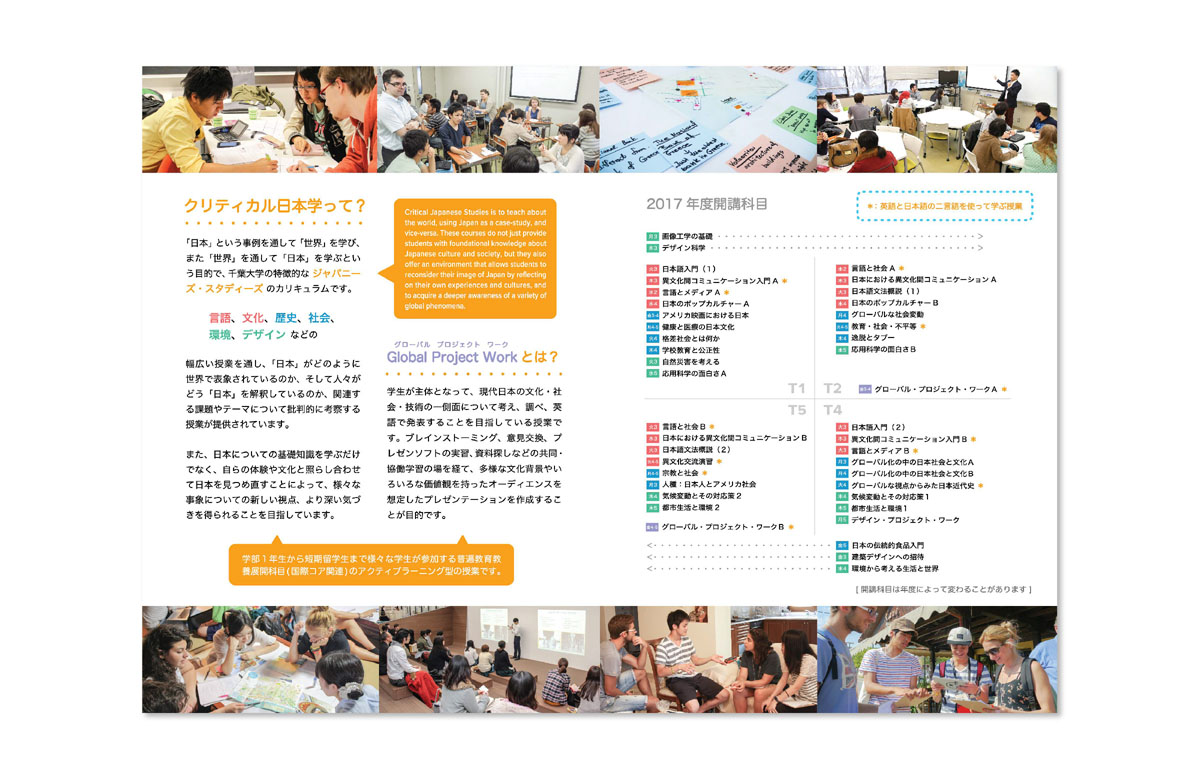 クリティカル日本学って?
「日本」という事例を通して「世界」を学び、
また「世界」を通して「日本」を学ぶとい
う目的で、千葉大学の特徴的な ジャパニー
ズ・スタディーズ のカリキュラムです。
言語、文化、歴史、社会、
環境、デザイン などの
幅広い授業を通し、「日本」がどのように
世界で表象されているのか、そして人々が
どう「日本」を解釈しているのか、関連す
る課題やテーマについて批判的に考察する
授業が提供されています。
また、日本についての基礎知識を学ぶだけ
でなく、自らの体験や文化と照らし合わせ
て日本を見つめ直すことによって、様々な
事象についての新しい視点、より深い気づ
きを得られることを目指しています。
Critical Japanese Studies is to teach about
the world, using Japan as a case-study, and
vice-versa. These courses do not just provide
students with foundational knowledge about
Japanese culture and society, but they also
offer an environment that allows students to
reconsider their image of Japan by reflecting
on their own experiences and cultures, and
to acquire a deeper awareness of a variety of
global phenomena.
グローバル プロジェクト ワーク
Global Project Work とは?
学生が主体となって、現代日本の文化・社
会・技術の一側面について考え、調べ、英
語で発表することを目指している授業で
す。ブレインストーミング、意見交換、プ
レゼンソフトの実習、資料探しなどの共同・
協働学習の場を経て、多様な文化背景やい
ろいろな価値観を持ったオーディエンスを
想定したプレゼンテーションを作成するこ
とが目的です。
学部1年生から短期留学生まで様々な学生が参加する普遍教育教
養展開科目(国際コア関連)のアクティブラーニング型の授業です。
2017 年度開講科目
＊：英語と日本語の二言語を使って学ぶ授業
画像工学の基礎
デザイン科学
日本語入門（1）
異文化間コミュニケーション入門 A ＊
言語とメディア A ＊
日本のポップカルチャー A
アメリカ映画における日本
健康と医療の日本文化
格差社会とは何か
学校教育と公正性
自然災害を考える
応用科学の面白さ A
T1
言語と社会 A ＊
日本における異文化間コミュニケーション A
日本語文法概説（1）
日本のポップカルチャー B
グローバルな社会変動
教育・社会・不平等 ＊
逸脱とタブー
応用科学の面白さ B
T2
グローバル・プロジェクト・ワーク A ＊
T5
言語と社会 B ＊
日本における異文化間コミュニケーション B
日本語文法概説（2）
異文化交流演習 ＊
宗教と社会 ＊
人種：日本人とアメリカ社会
気候変動とその対応策 2
都市生活と環境 2
グローバル・プロジェクト・ワーク B ＊
T4
日本語入門（2）
異文化間コミュニケーション入門 B ＊
言語とメディア B ＊
グローバル化の中の日本社会と文化 A
グローバル化の中の日本社会と文化 B
グローバルな視点からみた日本近代史 ＊
気候変動とその対応策 1
都市生活と環境 1
デザイン・プロジェクト・ワーク
日本の伝統的食品入門
建築デザインへの招待
環境から考える生活と世界
[ 開講科目は年度によって変わることがあります ]